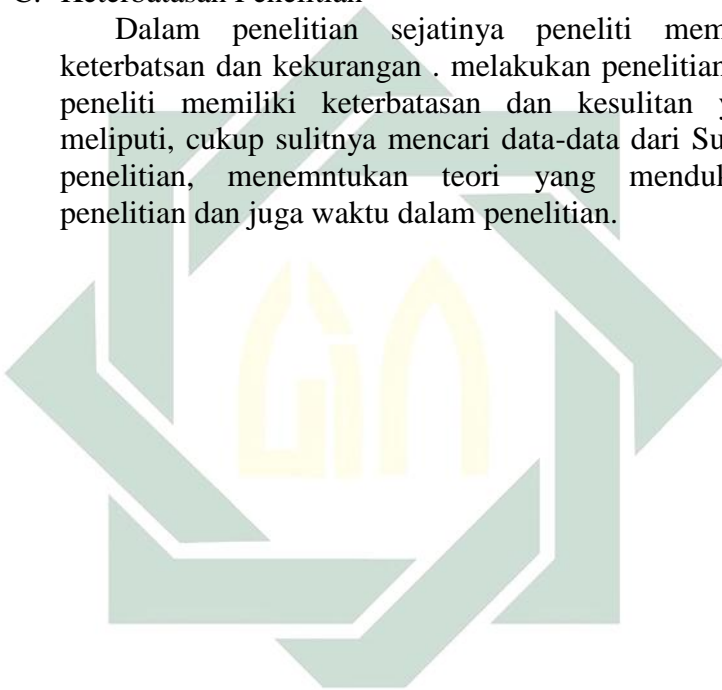 C. Keterbatasan Penelitian
Dalam penelitian sejatinya peneliti mem
keterbatsan dan kekurangan . melakukan penelitian
peneliti memiliki keterbatasan dan kesulitan y
meliputi, cukup sulitnya mencari data-data dari Su
penelitian, menemntukan teori yang menduk
penelitian dan juga waktu dalam penelitian.